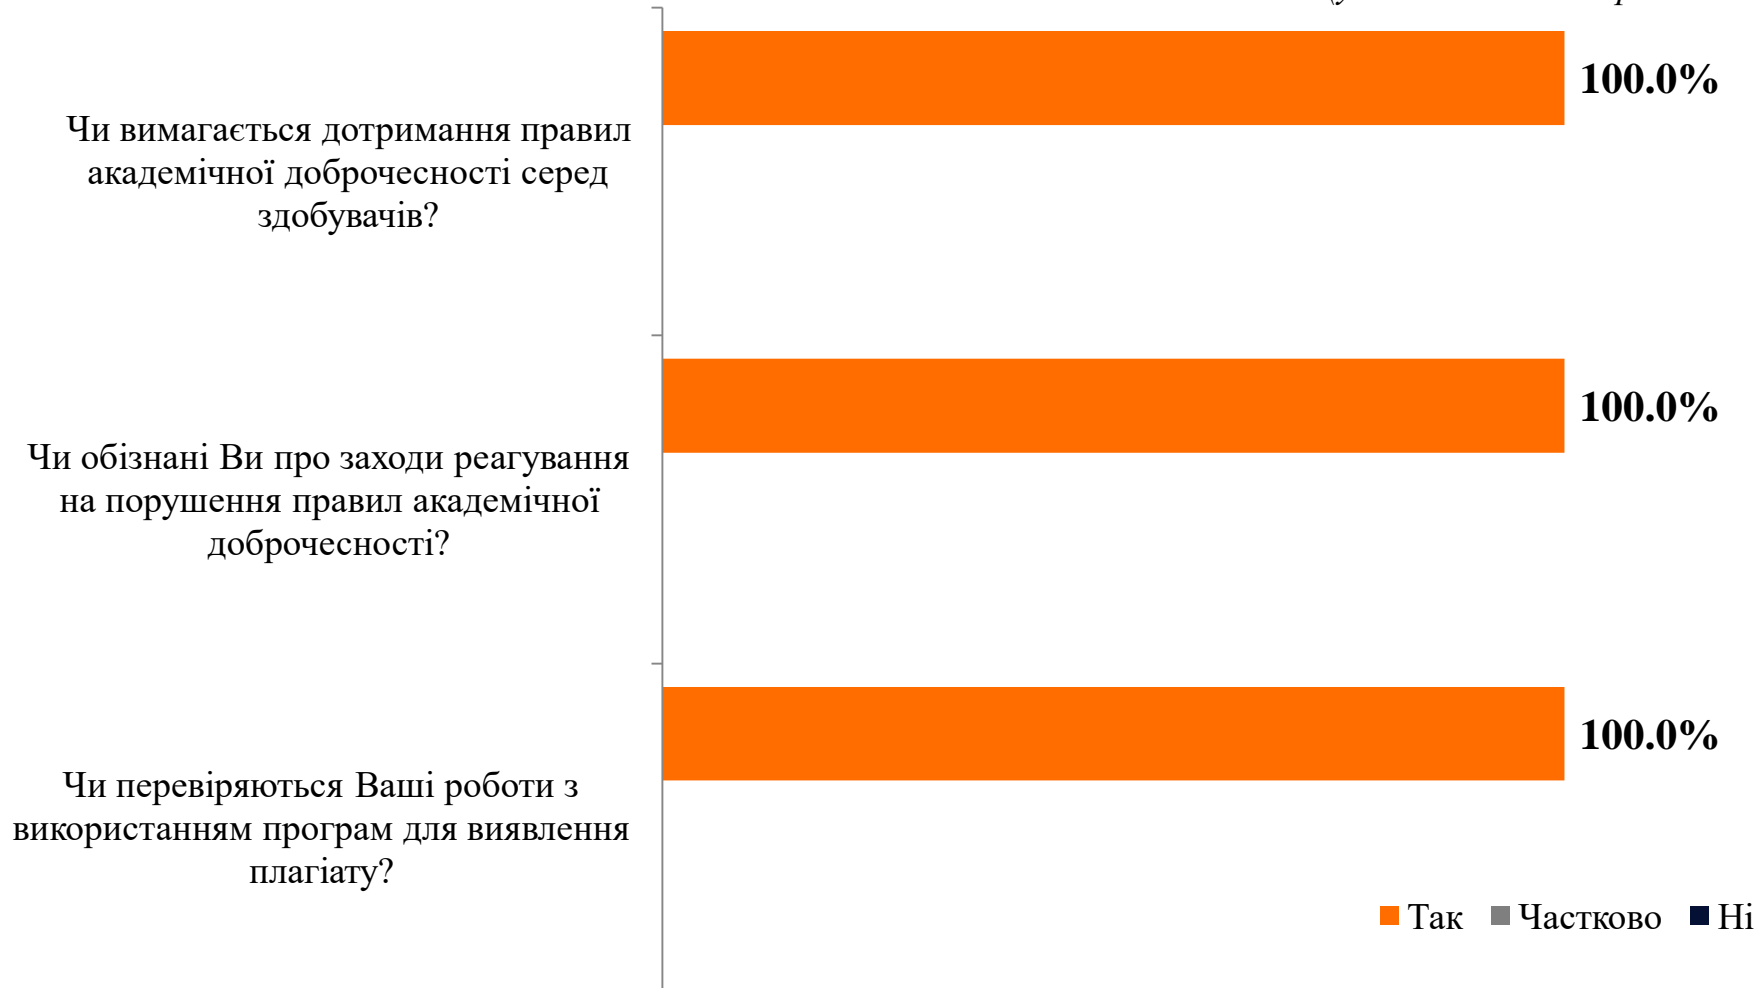 100.0%
Чи вимагається дотримання правил
академічної доброчесності серед
здобувачів?
100.0%
Чи обізнані Ви про заходи реагування
на порушення правил академічної
доброчесності?
100.0%
Чи перевіряються Ваші роботи з
використанням програм для виявлення
плагіату?
Так Частково Ні